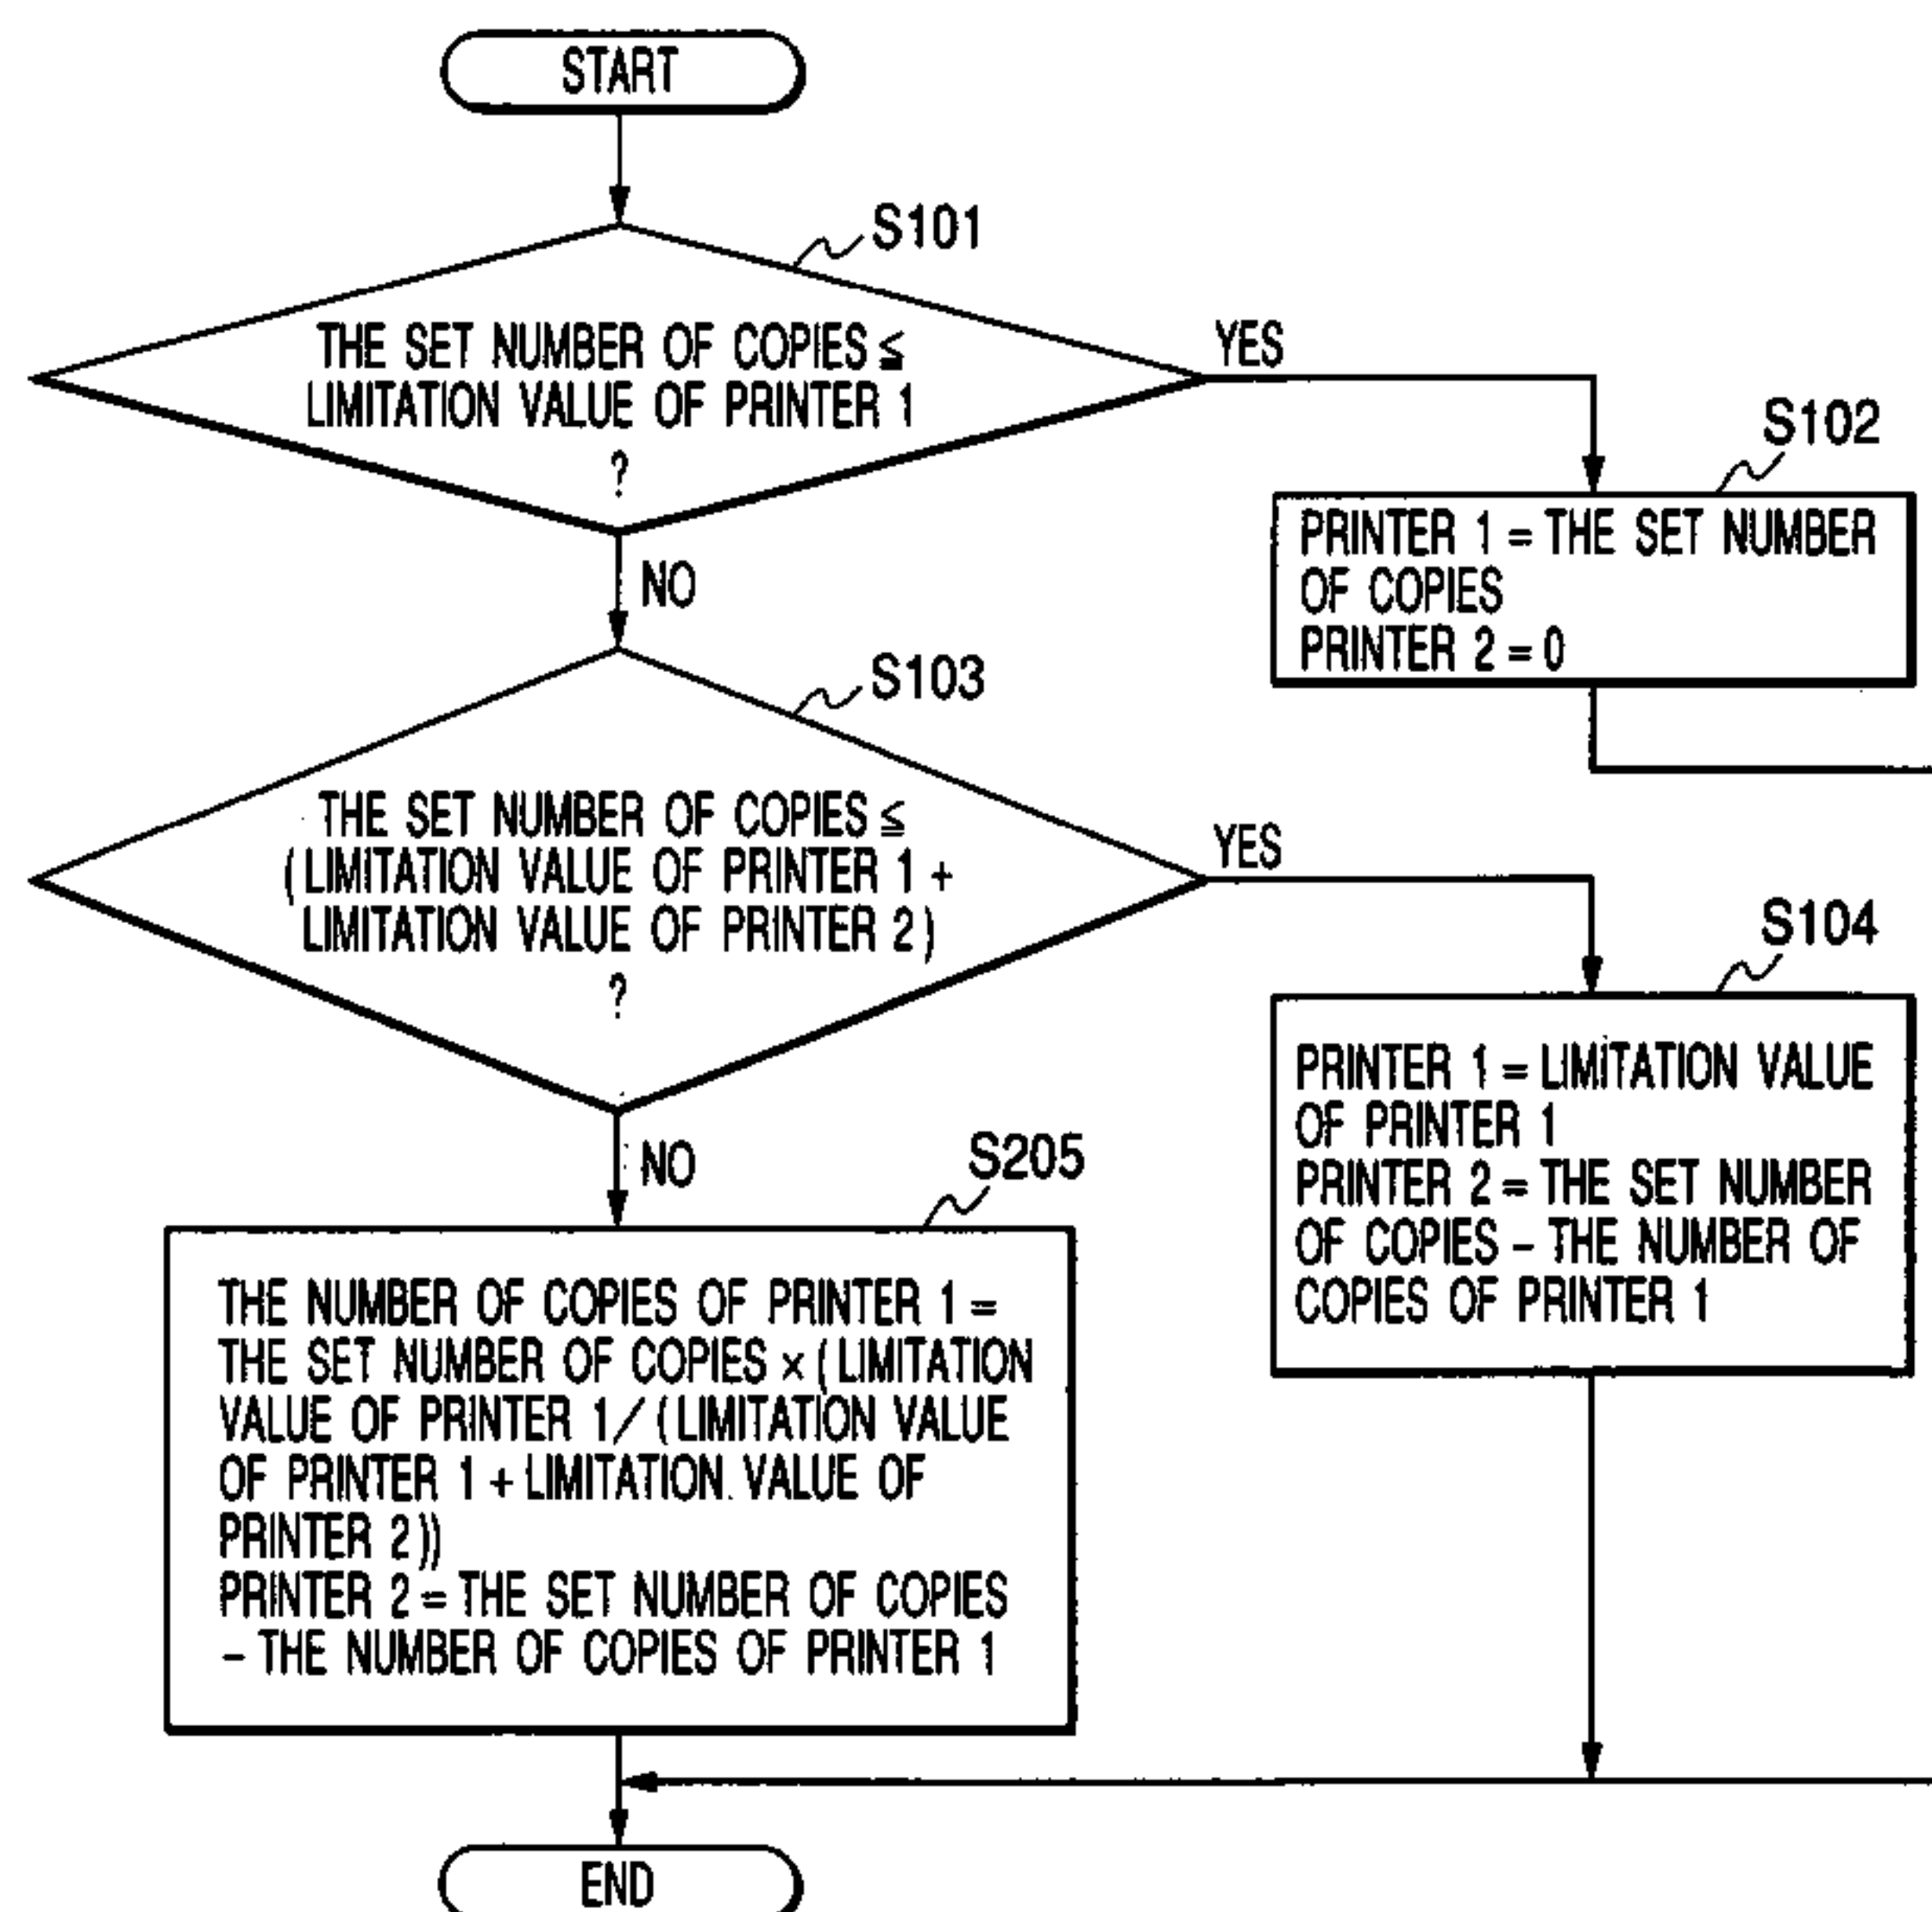 START
S101
THE SET NUMBER OF COPIES ≦
LIMITATION VALUE OF PRINTER 1
?
YES
NO
S102
PRINTER 1 = THE SET NUMBER
OF COPIES
PRINTER 2 = 0
S103
THE SET NUMBER OF COPIES ≦
(LIMITATION VALUE OF PRINTER 1 +
LIMITATION VALUE OF PRINTER 2)
?
YES
NO
S104
PRINTER 1 = LIMITATION VALUE
OF PRINTER 1
PRINTER 2 = THE SET NUMBER
OF COPIES – THE NUMBER OF
COPIES OF PRINTER 1
S205
THE NUMBER OF COPIES OF PRINTER 1 =
THE SET NUMBER OF COPIES × (LIMITATION
VALUE OF PRINTER 1 / (LIMITATION VALUE
OF PRINTER 1 + LIMITATION VALUE OF
PRINTER 2))
PRINTER 2 = THE SET NUMBER OF COPIES
– THE NUMBER OF COPIES OF PRINTER 1
END